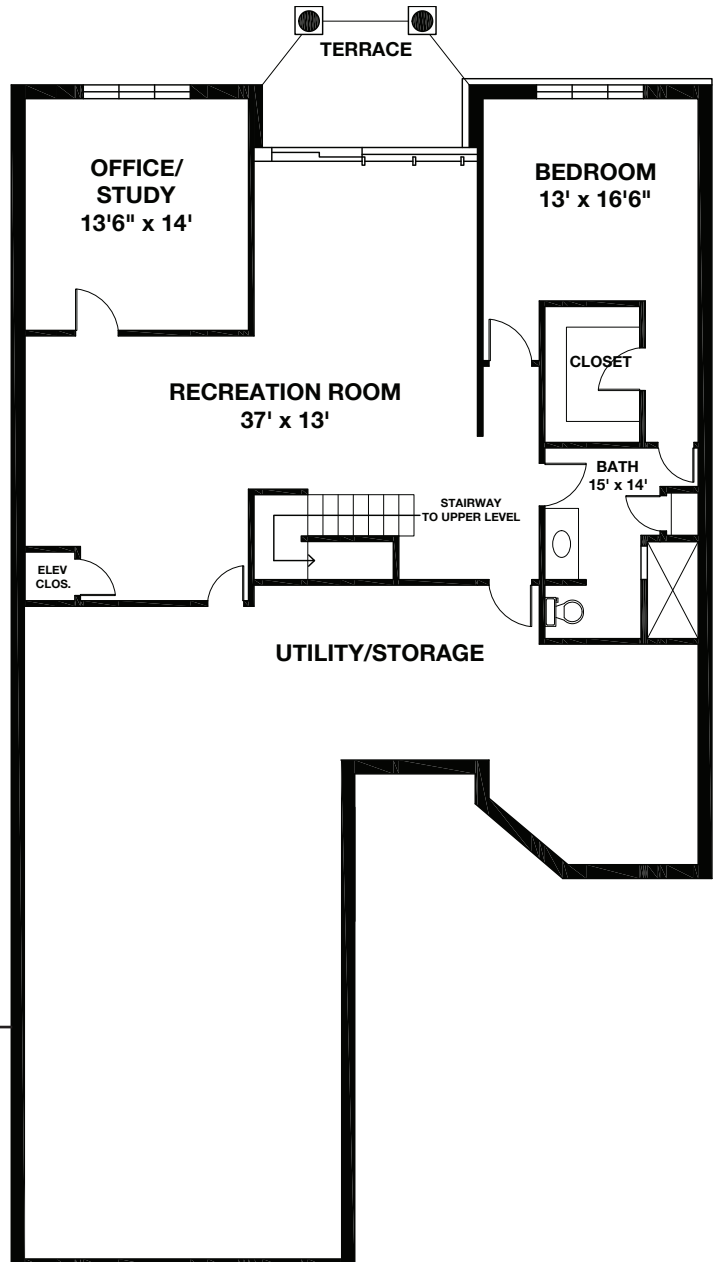 TERRACE
OFFICE/
STUDY
13'6" x 14'
BEDROOM
13' x 16'6"
CLOSET
RECREATION ROOM
37' x 13'
BATH
15' x 14'
STAIRWAY
TO UPPER LEVEL
ELEV
CLOS.
UTILITY/STORAGE